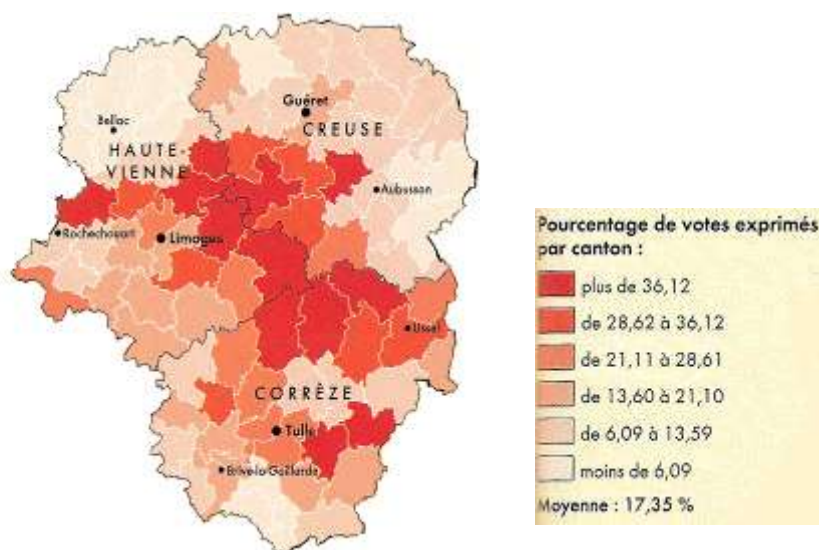 Guéret
CREUSE
Bellac
HAUTE-
VIENNE
Aubusson
Rochechouart
Limoges
Ussel
CORRÈZE
Tulle
Brive-la-Gaillarde
Pourcentage de votes exprimés
par canton :
plus de 36,12
de 28,62 à 36,12
de 21,11 à 28,61
de 13,60 à 21,10
de 6,09 à 13,59
moins de 6,09
Moyenne : 17,35 %